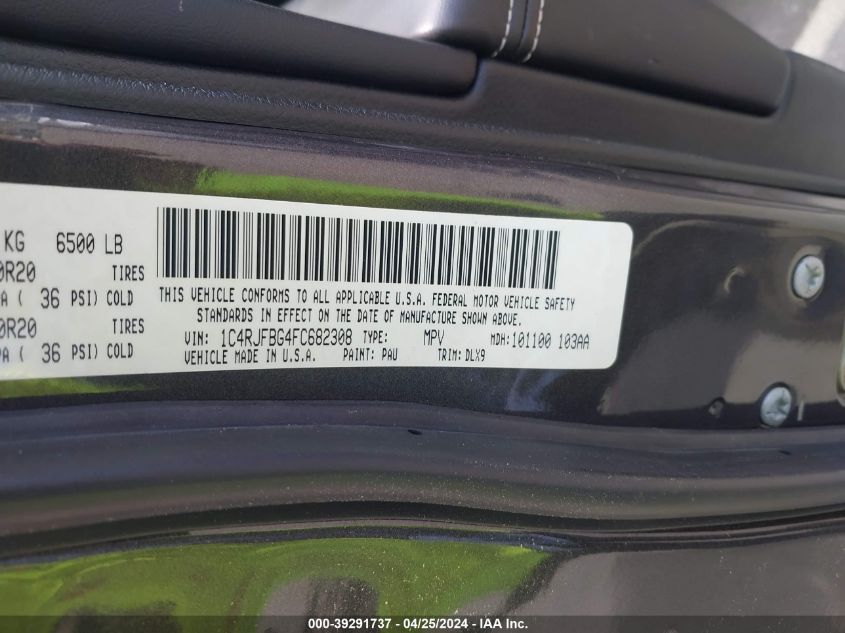 KG 6500 LB
0R20 TIRES
A ( 36 PSI) COLD
0R20 TIRES
PA ( 36 PSI) COLD
THIS VEHICLE CONFORMS TO ALL APPLICABLE U.S.A. FEDERAL MOTOR VEHICLE SAFETY
STANDARDS IN EFFECT ON THE DATE OF MANUFACTURE SHOWN ABOVE.
VIN: 1C4RJFBG4FC682308 TYPE: MPV MDH: 101100 103AA
VEHICLE MADE IN U.S.A. PAINT: PAU TRIM: DLX9
000-39291737 - 04/25/2024 - IAA Inc.